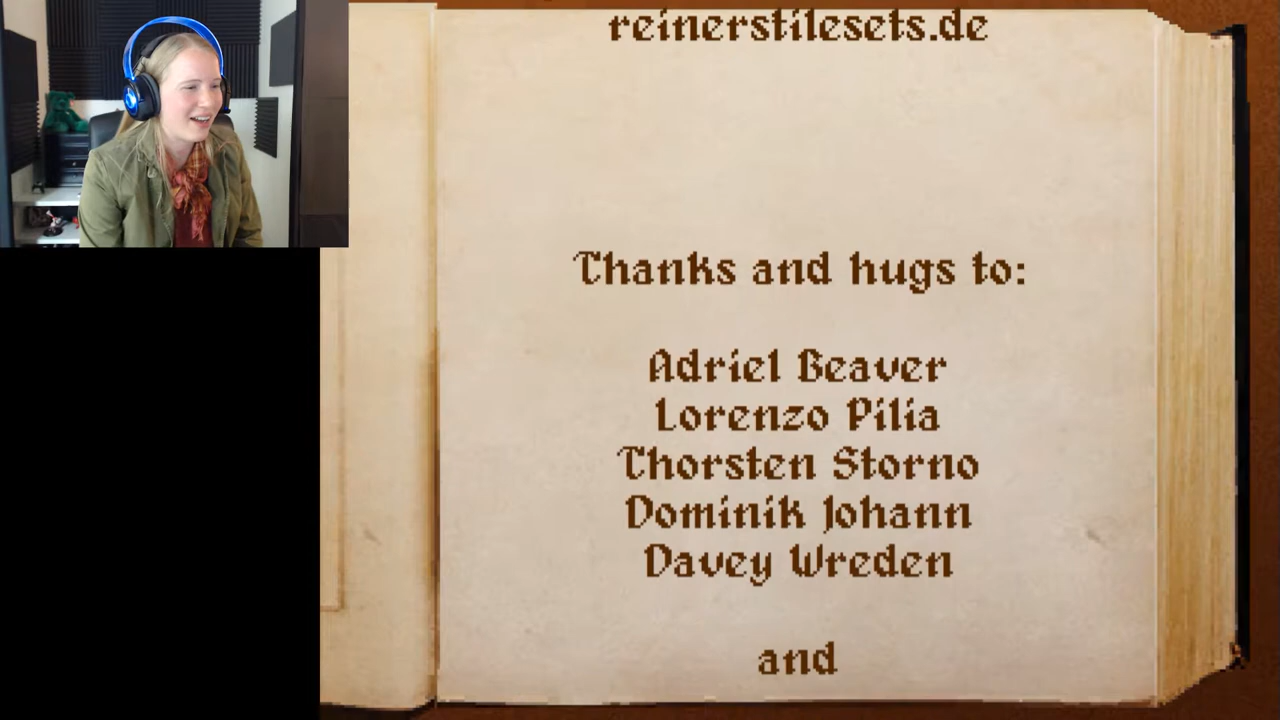 reinerstilesets.de
Thanks and hugs to:
Adriel Beaver
Lorenzo Pilia
Thorsten Storno
Dominik Johann
Davey Wreden
and